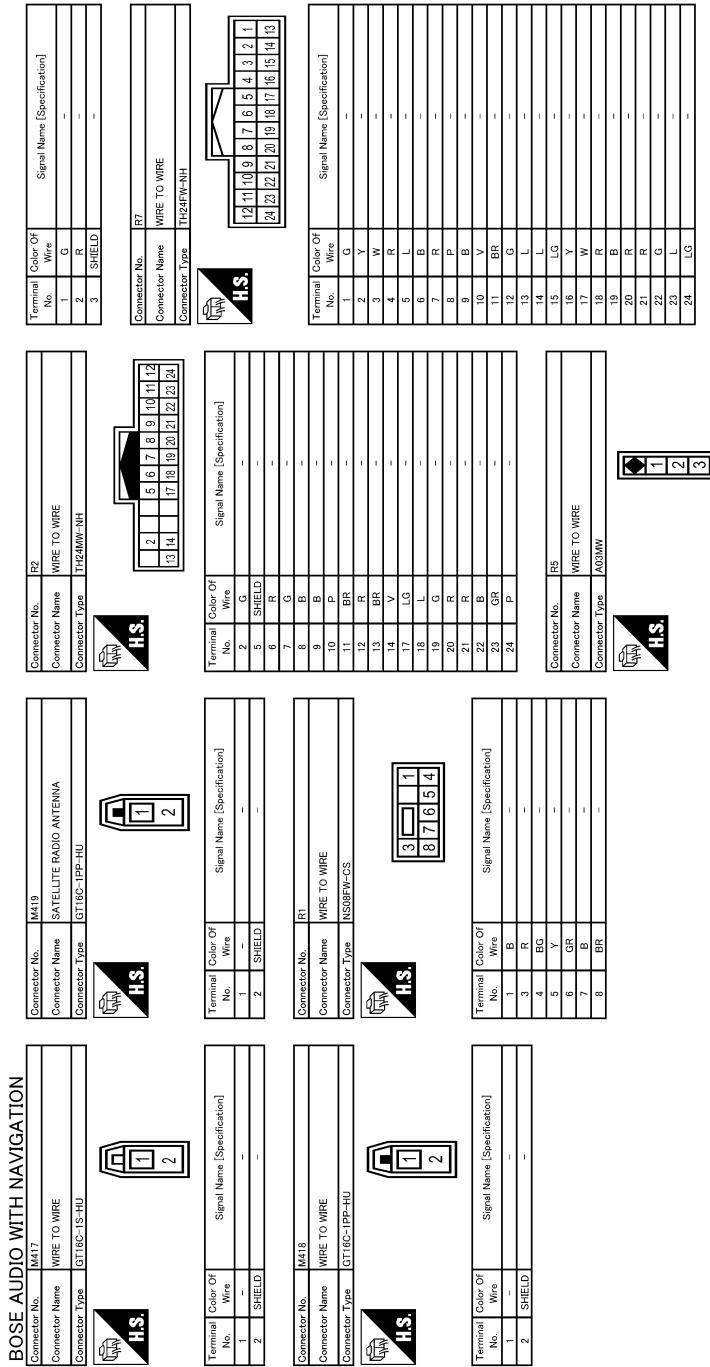 BOSE AUDIO WITH NAVIGATION
Connector No. M417
Connector Name WIRE TO WIRE
Connector Type GT16C-1S-HU
H.S.
1
2
Terminal No. Color Of Wire Signal Name [Specification]
1 - -
2 SHIELD -
Connector No. M418
Connector Name WIRE TO WIRE
Connector Type GT16C-1PP-HU
H.S.
1
2
Terminal No. Color Of Wire Signal Name [Specification]
1 - -
2 SHIELD -
Connector No. M419
Connector Name SATELLITE RADIO ANTENNA
Connector Type GT16C-1PP-HU
H.S.
1
2
Terminal No. Color Of Wire Signal Name [Specification]
1 - -
2 SHIELD -
Connector No. R1
Connector Name WIRE TO WIRE
Connector Type NS08FW-CS
H.S.
3 1
8 7 6 5 4
Terminal No. Color Of Wire Signal Name [Specification]
1 B -
3 R -
4 BG -
5 Y -
6 GR -
7 B -
8 BR -
Connector No. R2
Connector Name WIRE TO WIRE
Connector Type TH24MW-NH
H.S.
2 5 6 7 8 9 10 11 12
13 14 17 18 19 20 21 22 23 24
Terminal No. Color Of Wire Signal Name [Specification]
2 G -
5 SHIELD -
6 R -
7 G -
8 B -
9 B -
10 P -
11 BR -
12 R -
13 BR -
14 V -
17 LG -
18 L -
19 G -
20 R -
21 R -
22 B -
23 GR -
24 P -
Connector No. R5
Connector Name WIRE TO WIRE
Connector Type A03MW
H.S.
1
2
3
Terminal No. Color Of Wire Signal Name [Specification]
1 G -
2 R -
3 SHIELD -
Connector No. R7
Connector Name WIRE TO WIRE
Connector Type TH24FW-NH
H.S.
12 11 10 9 8 7 6 5 4 3 2 1
24 23 22 21 20 19 18 17 16 15 14 13
Terminal No. Color Of Wire Signal Name [Specification]
1 G -
2 Y -
3 W -
4 R -
5 L -
6 B -
7 R -
8 P -
9 B -
10 V -
11 BR -
12 G -
13 L -
14 L -
15 LG -
16 Y -
17 W -
18 R -
19 B -
20 R -
21 R -
22 G -
23 L -
24 LG -